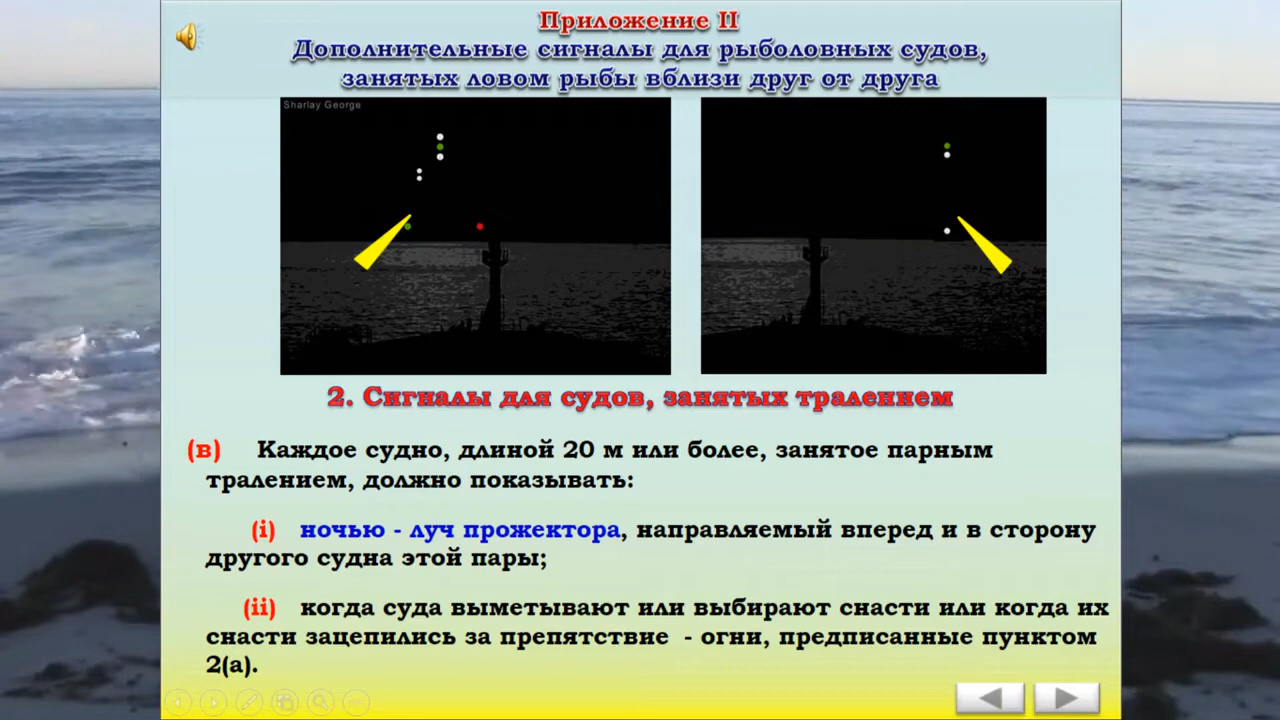 Приложение II
Дополнительные сигналы для рыболовных судов,
занятых ловом рыбы вблизи друг от друга
Sharlay George
2. Сигналы для судов, занятых тралением
(в) Каждое судно, длиной 20 м или более, занятое парным
тралением, должно показывать:
(i) ночью - луч прожектора, направляемый вперед и в сторону
другого судна этой пары;
(ii) когда суда выметывают или выбирают снасти или когда их
снасти зацепились за препятствие - огни, предписанные пунктом
2(а).